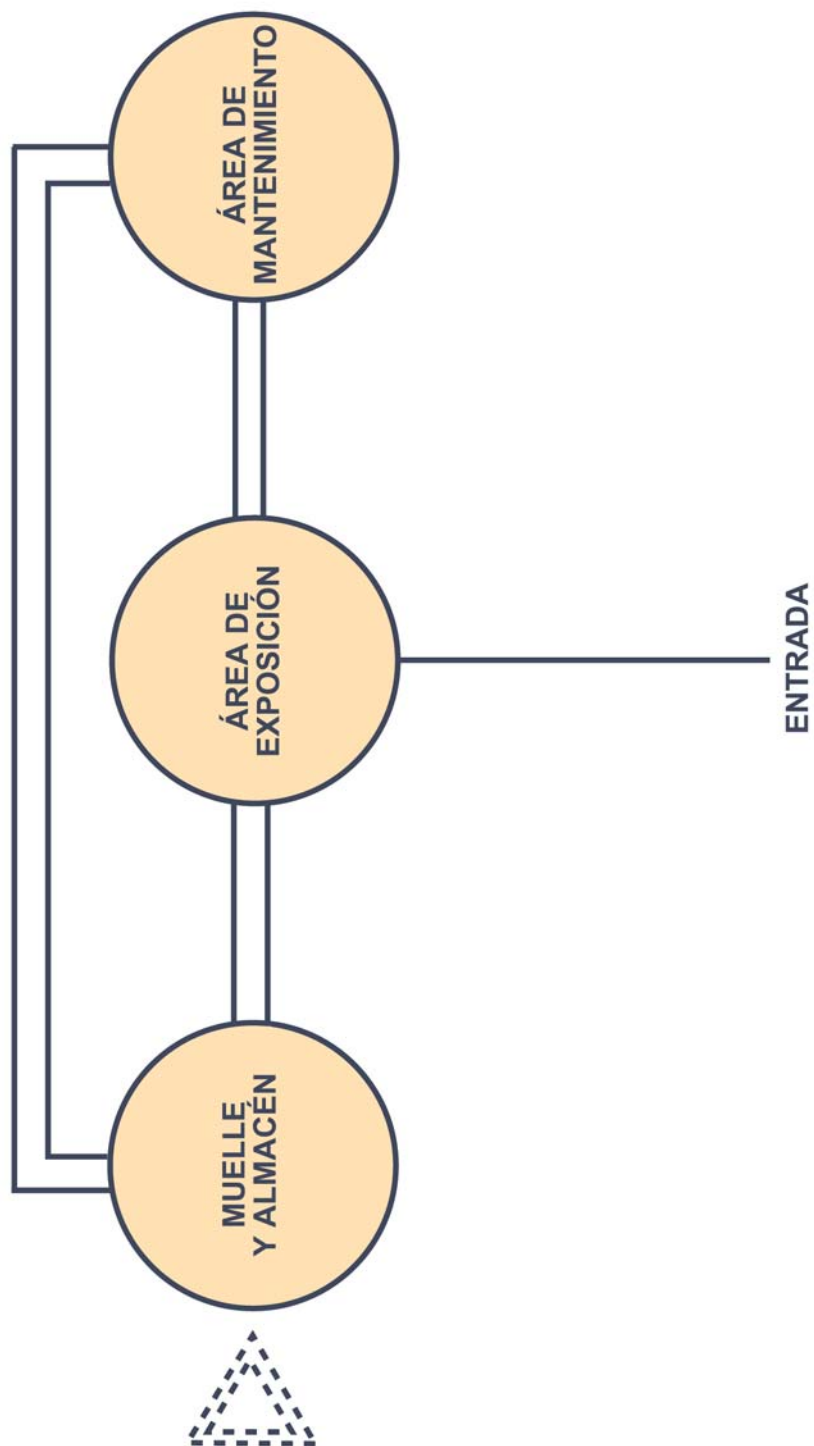 MUELLE
Y ALMACÉN
ÁREA DE
EXPOSICIÓN
ÁREA DE
MANTENIMIENTO
ENTRADA